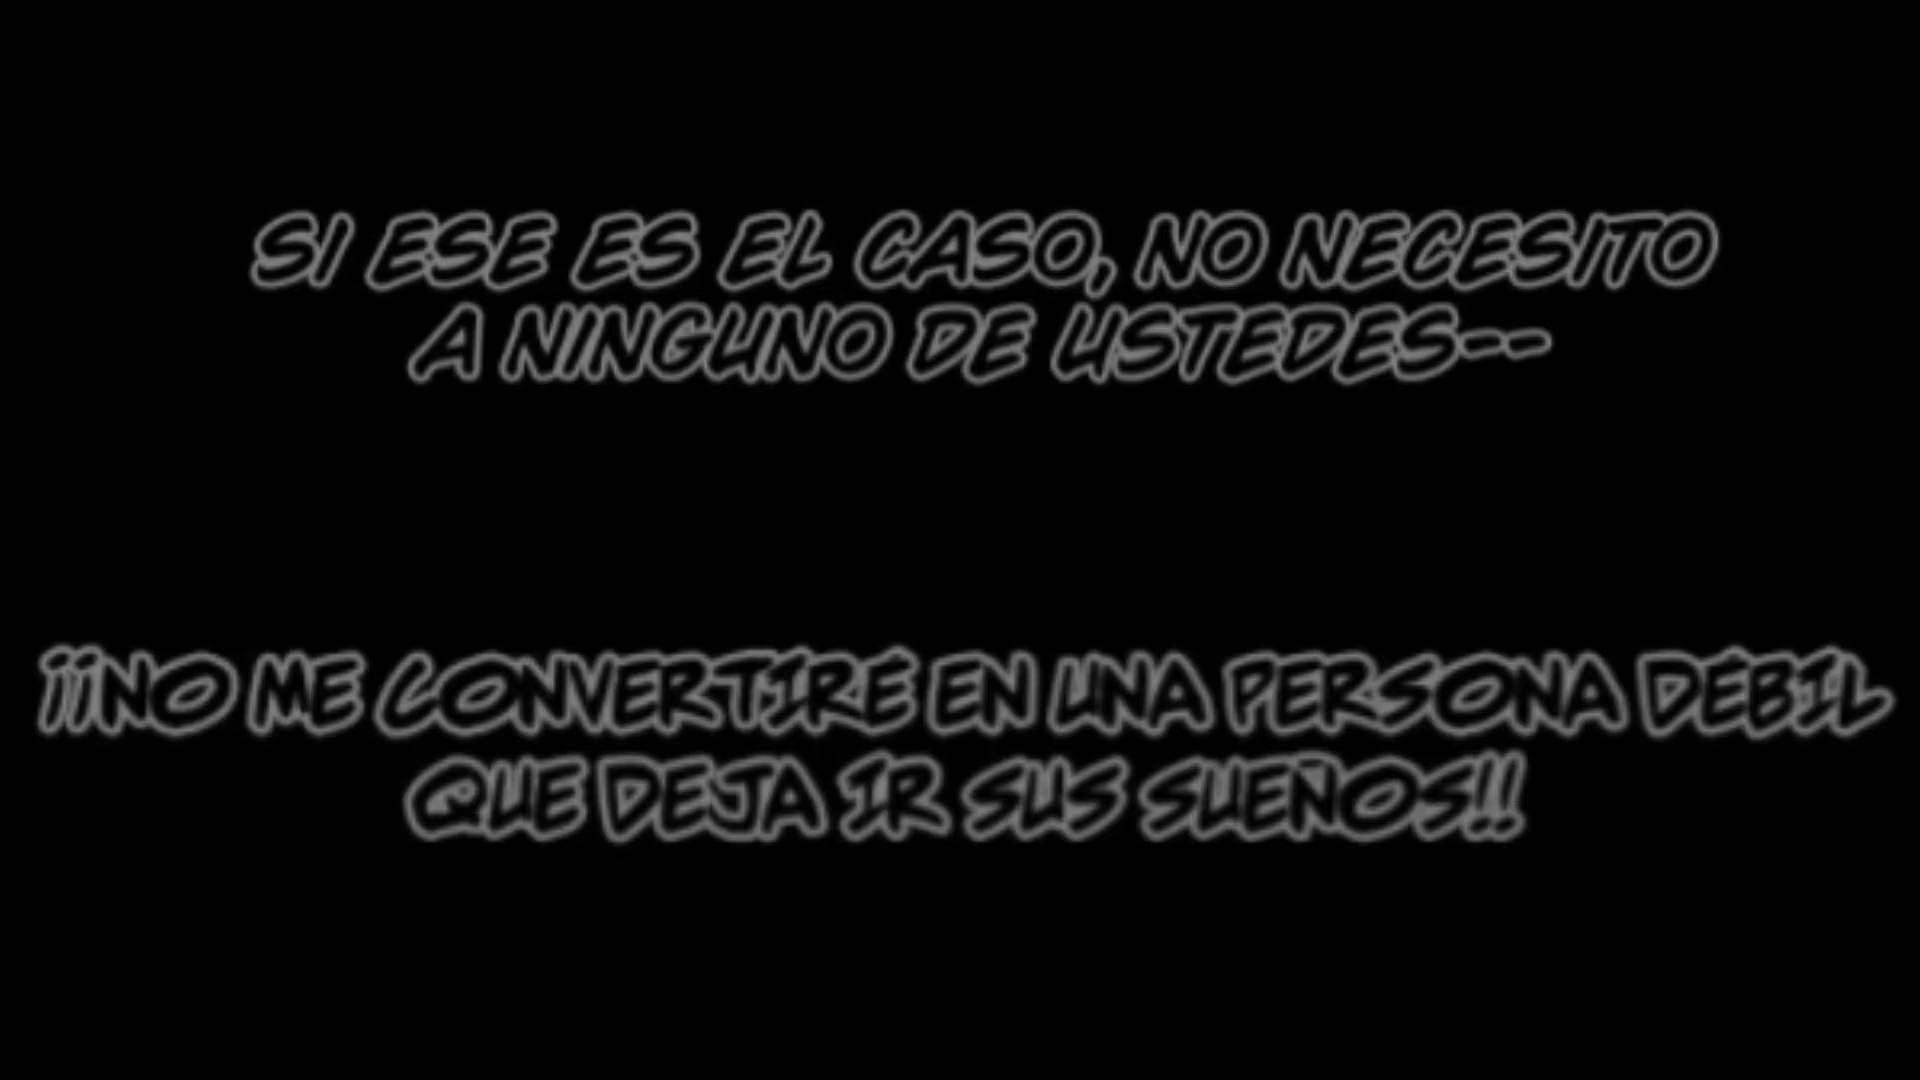 SI ESE ES EL CASO, NO NECESITO
A NINGUNO DE USTEDES--
¡¡NO ME CONVERTIRÉ EN UNA PERSONA DÉBIL
QUE DEJA IR SUS SUEÑOS!!